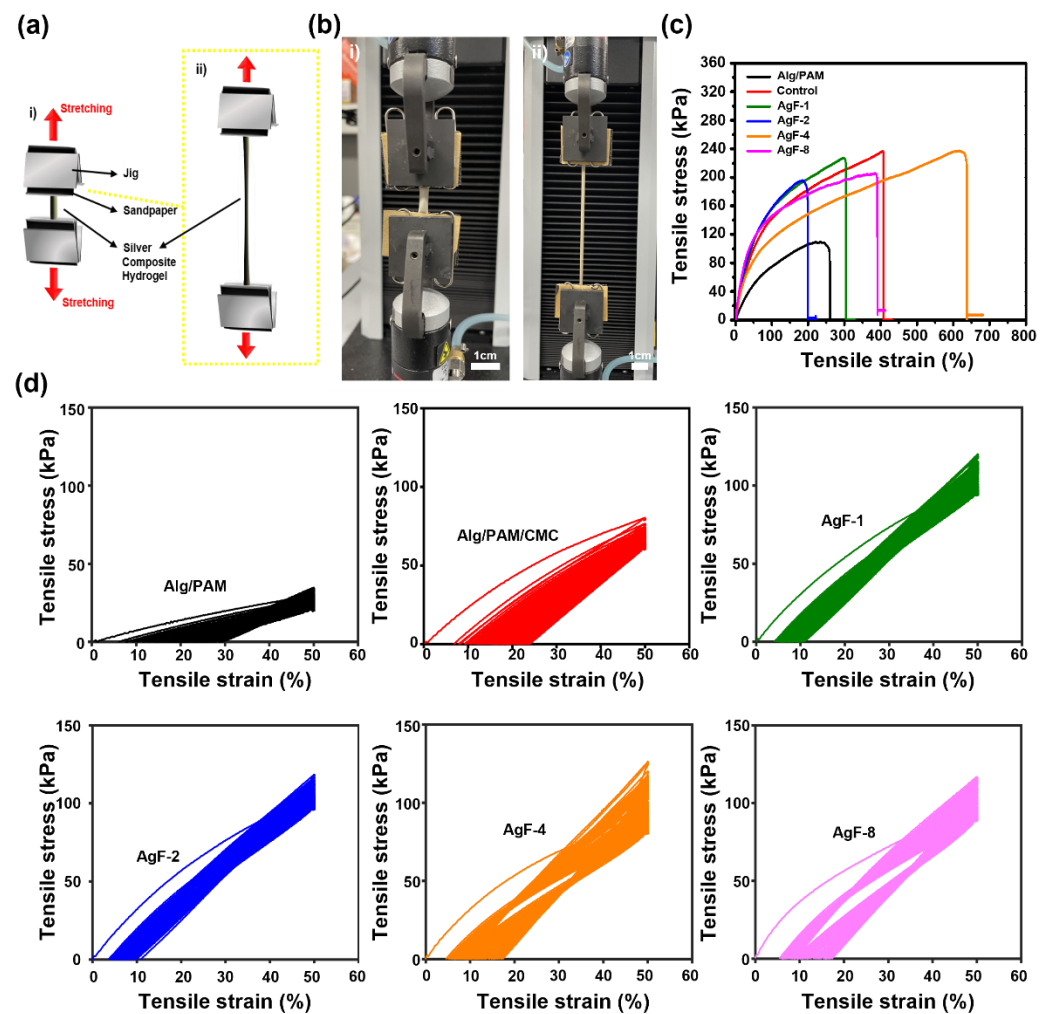 (a)
i)
Stretching
Jig
Sandpaper
Silver
Composite
Hydrogel
Stretching
ii)
(b)
i)
1cm
ii)
1cm
(c)
Tensile stress (kPa)
360
320
280
240
200
160
120
80
40
0
Alg/PAM
Control
AgF-1
AgF-2
AgF-4
AgF-8
0 100 200 300 400 500 600 700 800
Tensile strain (%)
(d)
Tensile stress (kPa)
150
100
50
0
Alg/PAM
0 10 20 30 40 50 60
Tensile strain (%)
Tensile stress (kPa)
150
100
50
0
Alg/PAM/CMC
0 10 20 30 40 50 60
Tensile strain (%)
Tensile stress (kPa)
150
100
50
0
AgF-1
0 10 20 30 40 50 60
Tensile strain (%)
Tensile stress (kPa)
150
100
50
0
AgF-2
0 10 20 30 40 50 60
Tensile strain (%)
Tensile stress (kPa)
150
100
50
0
AgF-4
0 10 20 30 40 50 60
Tensile strain (%)
Tensile stress (kPa)
150
100
50
0
AgF-8
0 10 20 30 40 50 60
Tensile strain (%)